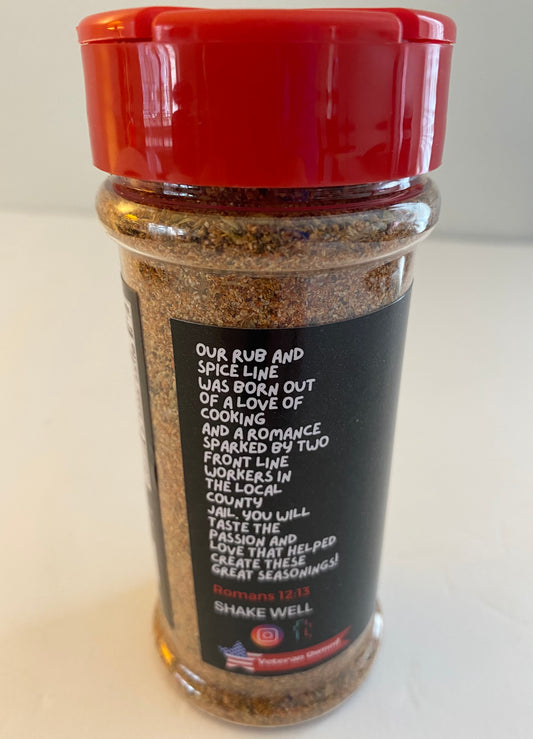 OUR RUB AND
SPICE LINE
WAS BORN OUT
OF A LOVE OF
COOKING
AND A ROMANCE
SPARKED BY TWO
FRONT LINE
WORKERS IN
THE LOCAL
COUNTY
JAIL. YOU WILL
TASTE THE
PASSION AND
LOVE THAT HELPED
CREATE THESE
GREAT SEASONINGS!
Romans 12:13
SHAKE WELL
Veteran Owned